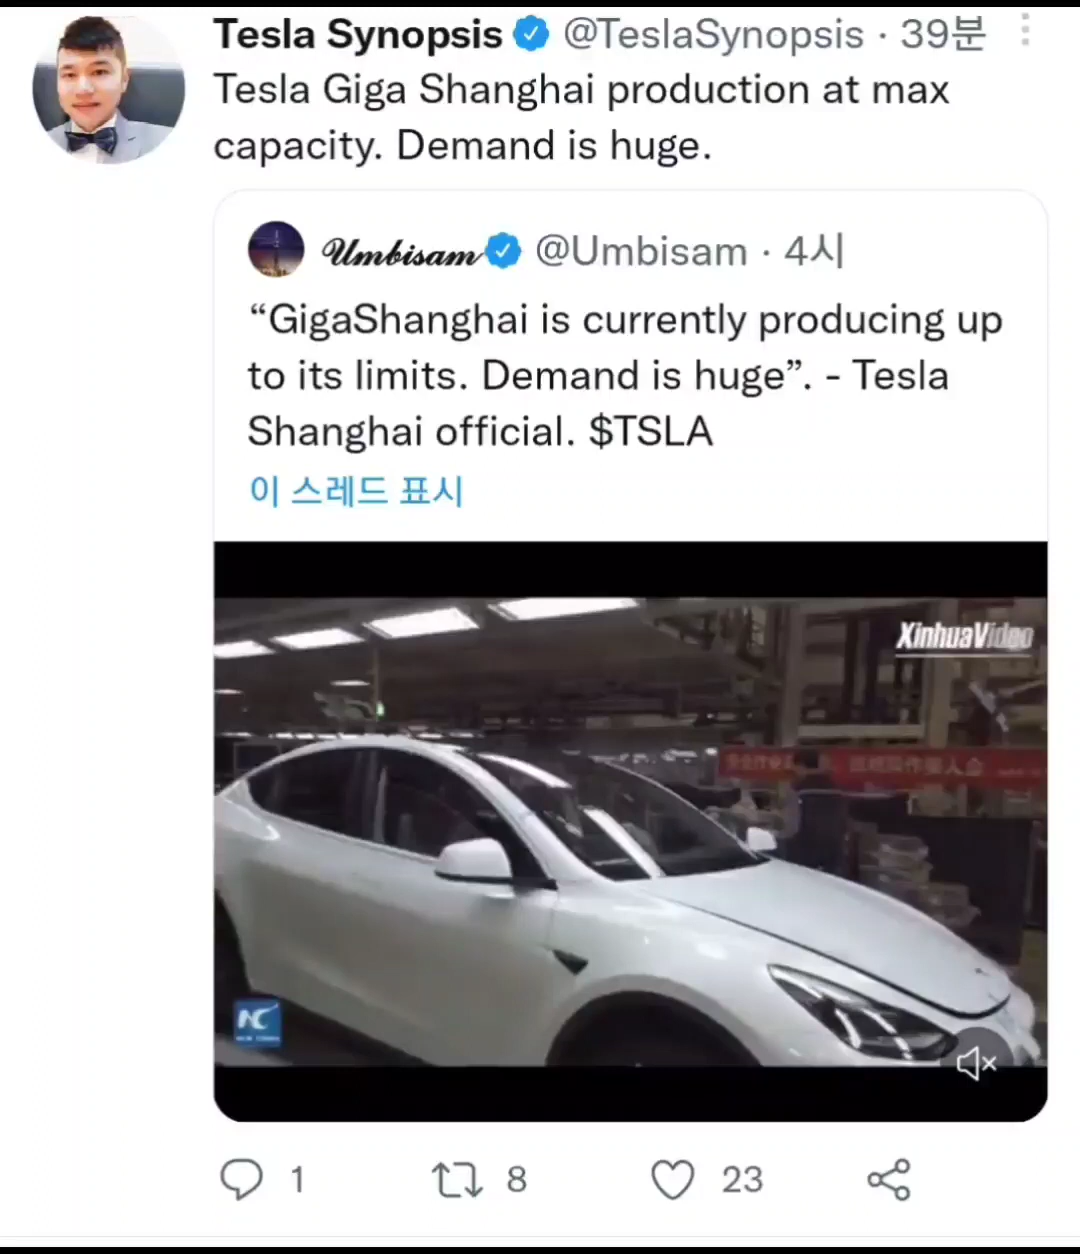 Tesla Synopsis @TeslaSynopsis · 39분
Tesla Giga Shanghai production at max
capacity. Demand is huge.
Umbisam @Umbisam · 4시
“GigaShanghai is currently producing up
to its limits. Demand is huge”. - Tesla
Shanghai official. $TSLA
이 스레드 표시
XinhuaVideo
NC
1 8 23